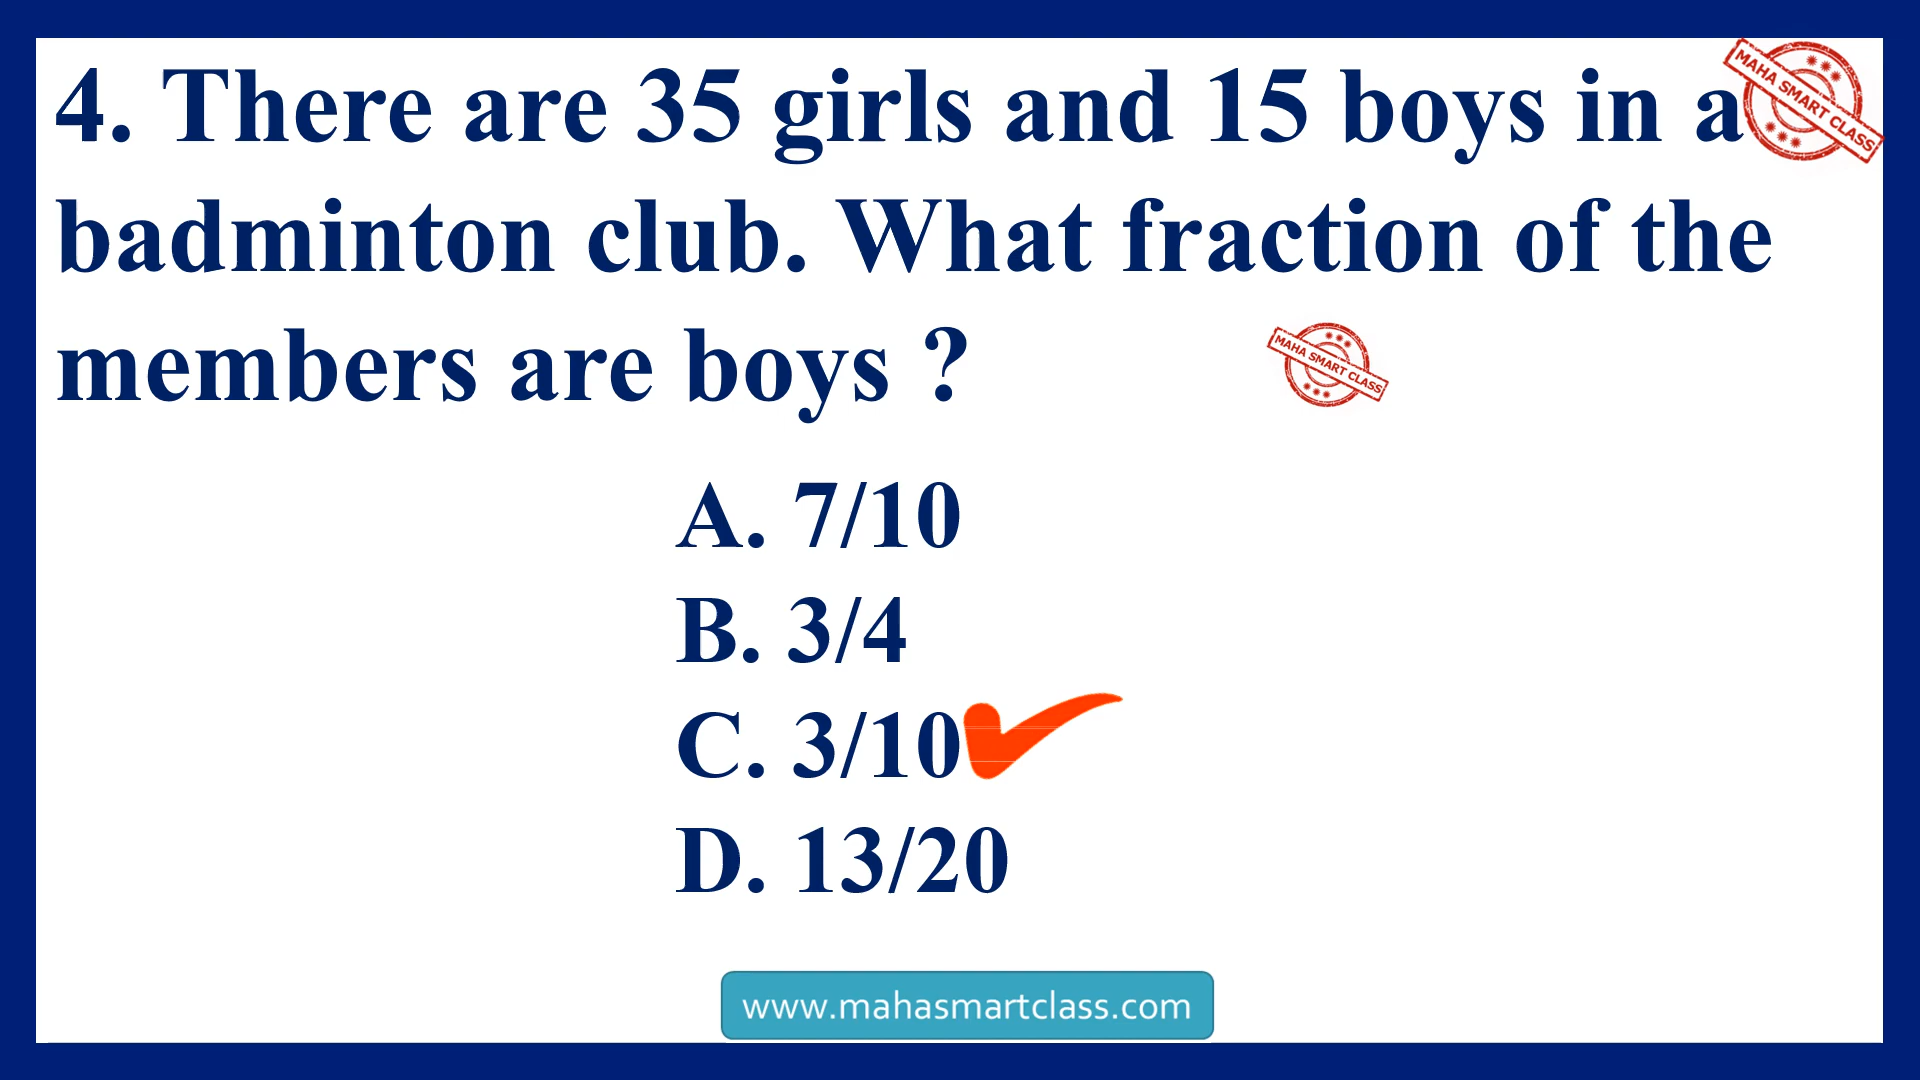 4. There are 35 girls and 15 boys in a
badminton club. What fraction of the
members are boys ?
A. 7/10
B. 3/4
C. 3/10
D. 13/20
MAHA SMART CLASS
MAHA SMART CLASS
www.mahasmartclass.com